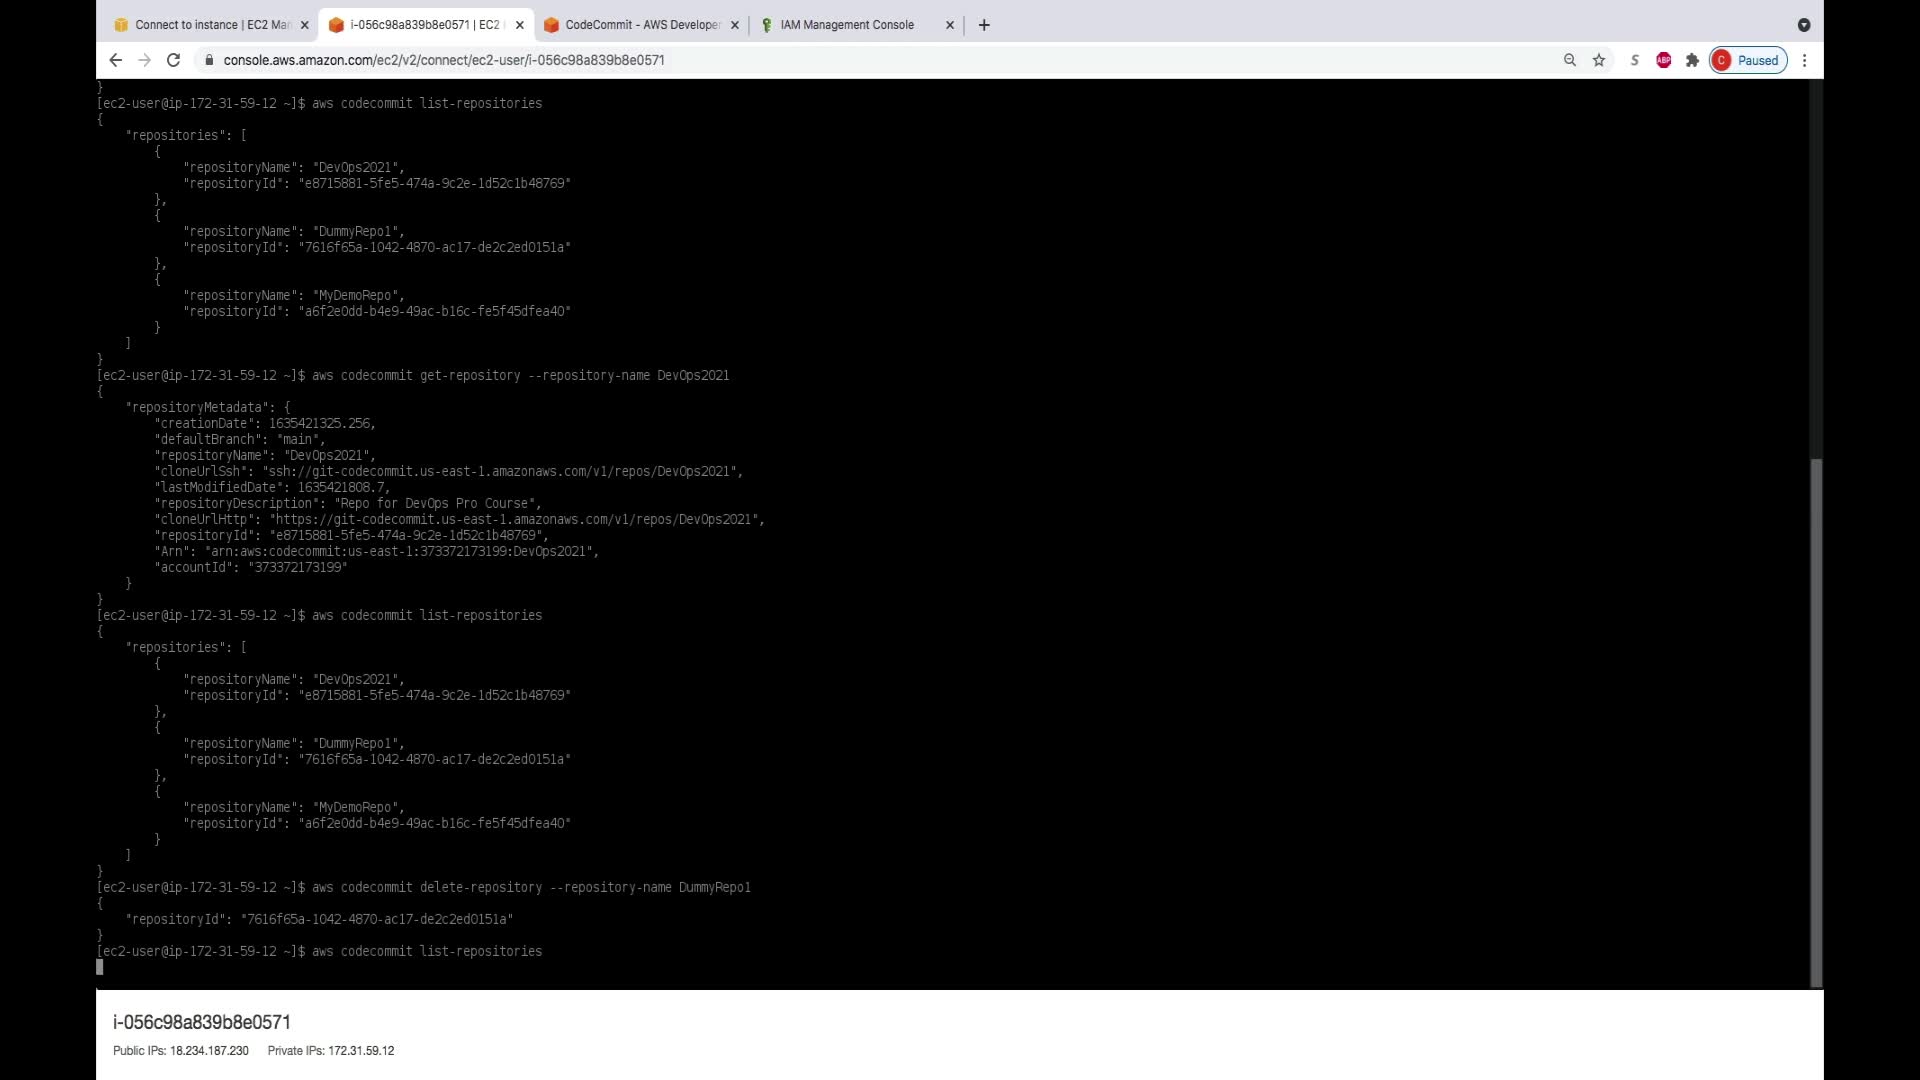 Connect to instance | EC2 Man
i-056c98a839b8e0571 | EC2
CodeCommit - AWS Developer
IAM Management Console
console.aws.amazon.com/ec2/v2/connect/ec2-user/i-056c98a839b8e0571
S
ABP
C
Paused
}
[ec2-user@ip-172-31-59-12 ~]$ aws codecommit list-repositories
{
    "repositories": [
        {
            "repositoryName": "DevOps2021",
            "repositoryId": "e8715881-5fe5-474a-9c2e-1d52c1b48769"
        },
        {
            "repositoryName": "DummyRepo1",
            "repositoryId": "7616f65a-1042-4870-ac17-de2c2ed0151a"
        },
        {
            "repositoryName": "MyDemoRepo",
            "repositoryId": "a6f2e0dd-b4e9-49ac-b16c-fe5f45dfea40"
        }
    ]
}
[ec2-user@ip-172-31-59-12 ~]$ aws codecommit get-repository --repository-name DevOps2021
{
    "repositoryMetadata": {
        "creationDate": 1635421325.256,
        "defaultBranch": "main",
        "repositoryName": "DevOps2021",
        "cloneUrlSsh": "ssh://git-codecommit.us-east-1.amazonaws.com/v1/repos/DevOps2021",
        "lastModifiedDate": 1635421808.7,
        "repositoryDescription": "Repo for DevOps Pro Course",
        "cloneUrlHttp": "https://git-codecommit.us-east-1.amazonaws.com/v1/repos/DevOps2021",
        "repositoryId": "e8715881-5fe5-474a-9c2e-1d52c1b48769",
        "Arn": "arn:aws:codecommit:us-east-1:373372173199:DevOps2021",
        "accountId": "373372173199"
    }
}
[ec2-user@ip-172-31-59-12 ~]$ aws codecommit list-repositories
{
    "repositories": [
        {
            "repositoryName": "DevOps2021",
            "repositoryId": "e8715881-5fe5-474a-9c2e-1d52c1b48769"
        },
        {
            "repositoryName": "DummyRepo1",
            "repositoryId": "7616f65a-1042-4870-ac17-de2c2ed0151a"
        },
        {
            "repositoryName": "MyDemoRepo",
            "repositoryId": "a6f2e0dd-b4e9-49ac-b16c-fe5f45dfea40"
        }
    ]
}
[ec2-user@ip-172-31-59-12 ~]$ aws codecommit delete-repository --repository-name DummyRepo1
{
    "repositoryId": "7616f65a-1042-4870-ac17-de2c2ed0151a"
}
[ec2-user@ip-172-31-59-12 ~]$ aws codecommit list-repositories
i-056c98a839b8e0571
Public IPs: 18.234.187.230 Private IPs: 172.31.59.12